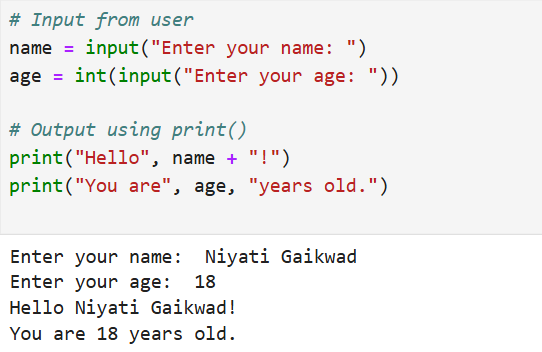 # Input from user
name = input("Enter your name: ")
age = int(input("Enter your age: "))
# Output using print()
print("Hello", name + "!")
print("You are", age, "years old.")
Enter your name:  Niyati Gaikwad
Enter your age:  18
Hello Niyati Gaikwad!
You are 18 years old.